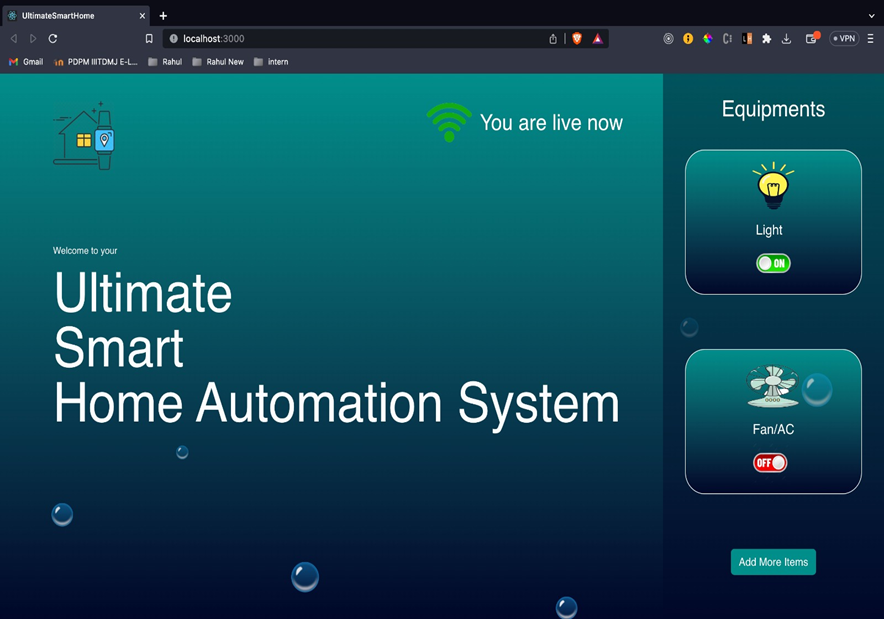 UltimateSmartHome
localhost:3000
VPN
Gmail
PDPM IIITDMJ E-L...
Rahul
Rahul New
intern
You are live now
Welcome to your
Ultimate
Smart
Home Automation System
Equipments
Light
ON
Fan/AC
OFF
Add More Items